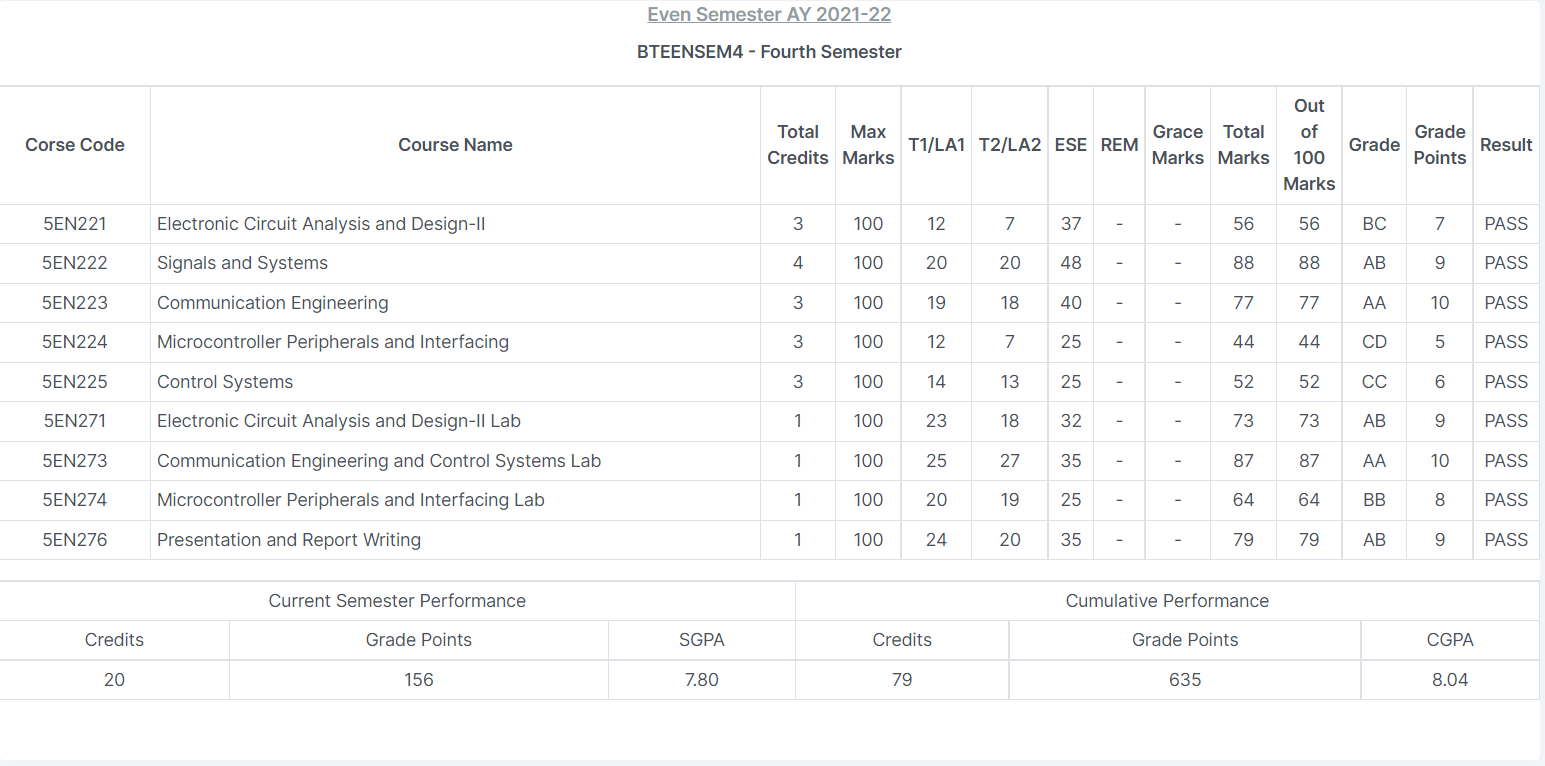 Even Semester AY 2021-22
BTEENSEM4 - Fourth Semester
Corse Code Course Name Total Credits Max Marks T1/LA1 T2/LA2 ESE REM Grace Marks Total Marks Out of 100 Marks Grade Grade Points Result
5EN221 Electronic Circuit Analysis and Design-II 3 100 12 7 37 - - 56 56 BC 7 PASS
5EN222 Signals and Systems 4 100 20 20 48 - - 88 88 AB 9 PASS
5EN223 Communication Engineering 3 100 19 18 40 - - 77 77 AA 10 PASS
5EN224 Microcontroller Peripherals and Interfacing 3 100 12 7 25 - - 44 44 CD 5 PASS
5EN225 Control Systems 3 100 14 13 25 - - 52 52 CC 6 PASS
5EN271 Electronic Circuit Analysis and Design-II Lab 1 100 23 18 32 - - 73 73 AB 9 PASS
5EN273 Communication Engineering and Control Systems Lab 1 100 25 27 35 - - 87 87 AA 10 PASS
5EN274 Microcontroller Peripherals and Interfacing Lab 1 100 20 19 25 - - 64 64 BB 8 PASS
5EN276 Presentation and Report Writing 1 100 24 20 35 - - 79 79 AB 9 PASS
Current Semester Performance Cumulative Performance
Credits Grade Points SGPA Credits Grade Points CGPA
20 156 7.80 79 635 8.04